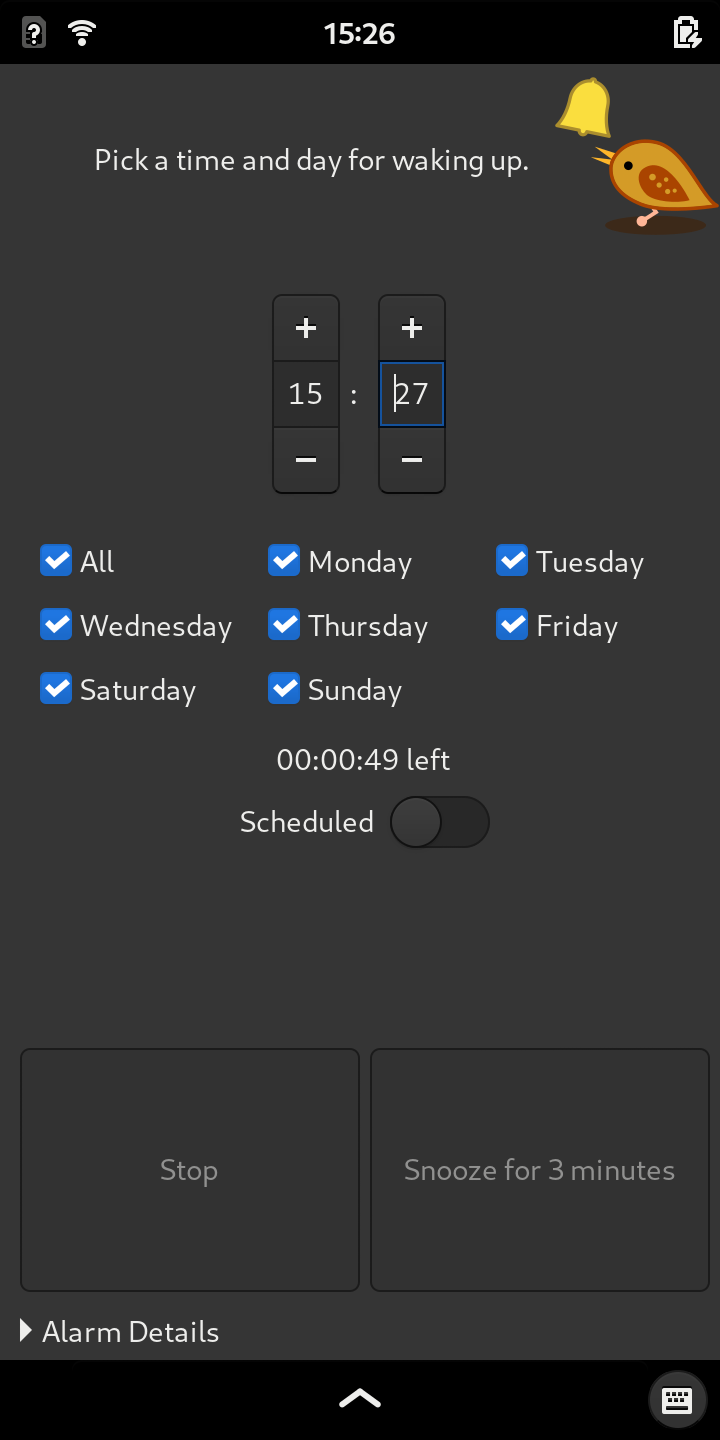 15:26
Pick a time and day for waking up.
+ +
15 : 27
− −
All Monday Tuesday
Wednesday Thursday Friday
Saturday Sunday
00:00:49 left
Scheduled
Stop Snooze for 3 minutes
Alarm Details